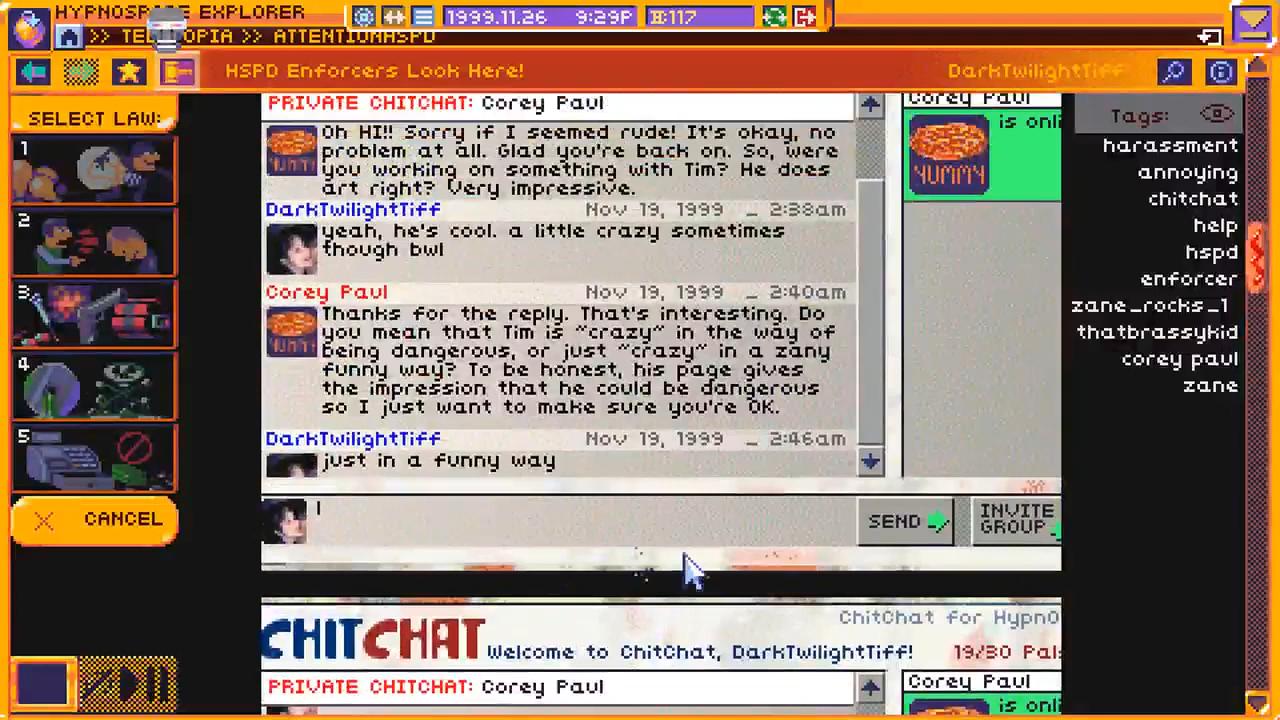 HYPNOSPACE EXPLORER
1999.11.26 9:29P
:117
>> TEENTOPIA >> ATTENTIONHSPD
HSPD Enforcers Look Here!
DarkTwilightTiff
SELECT LAW:
1
2
3
4
5
CANCEL
PRIVATE CHITCHAT: Corey Paul
Oh HI!! Sorry if I seemed rude! It's okay, no
problem at all. Glad you're back on. So, were
you working on something with Tim? He does
art right? Very impressive.
DarkTwilightTiff Nov 19, 1999 _ 2:38am
yeah, he's cool. a little crazy sometimes
though bwl
Corey Paul Nov 19, 1999 _ 2:40am
Thanks for the reply. That's interesting. Do
you mean that Tim is "crazy" in the way of
being dangerous, or just "crazy" in a zany
funny way? To be honest, his page gives
the impression that he could be dangerous
so I just want to make sure you're OK.
DarkTwilightTiff Nov 19, 1999 _ 2:46am
just in a funny way
SEND
INVITE
GROUP
Corey Paul
is onli
YUMMY
Tags:
harassment
annoying
chitchat
help
hspd
enforcer
zane_rocks_1
thatbrassykid
corey paul
zane
ChitChat for HypnO
CHITCHAT Welcome to ChitChat, DarkTwilightTiff! 19/30 Pals
PRIVATE CHITCHAT: Corey Paul
Corey Paul
is onli